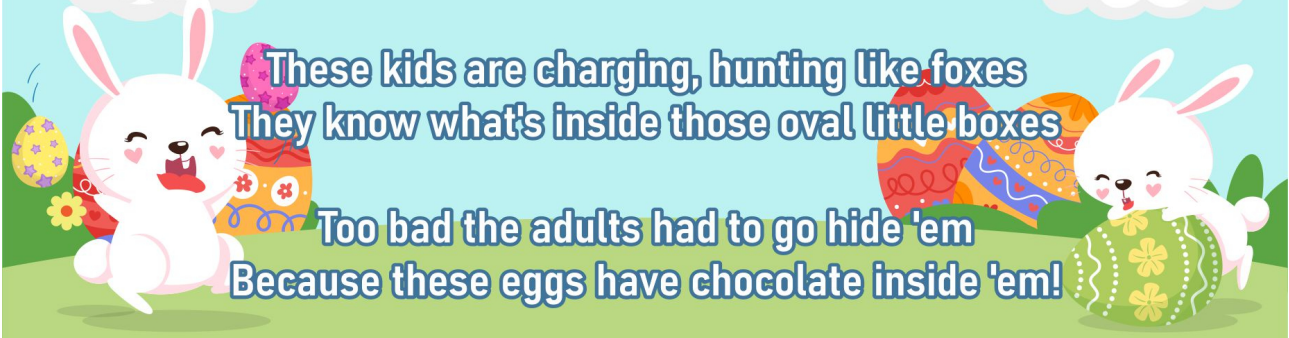 These kids are charging, hunting like foxes
They know what's inside those oval little boxes
Too bad the adults had to go hide 'em
Because these eggs have chocolate inside 'em!